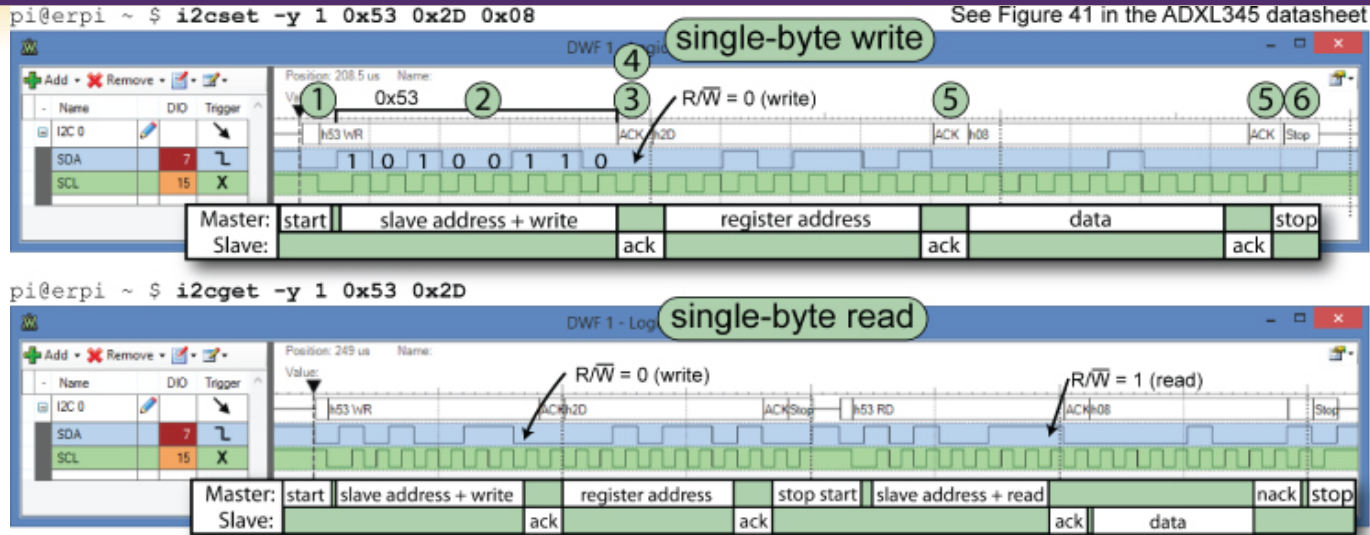 pi@erpi ~ $ i2cset -y 1 0x53 0x2D 0x08
See Figure 41 in the ADXL345 datasheet
DWF 1 single-byte write
Add Remove
Position: 208.5 us Name:
1 0x53 2 4 3 R/W̅ = 0 (write) 5 5 6
- Name DIO Trigger
I2C 0 h53 WR ACK h2D ACK h08 ACK Stop
SDA 7 1 0 1 0 0 1 1 0
SCL 15 X
Master: start slave address + write register address data stop
Slave: ack ack ack
pi@erpi ~ $ i2cget -y 1 0x53 0x2D
DWF 1 - single-byte read
Add Remove
Position: 249 us Name:
Value:
R/W̅ = 0 (write) R/W̅ = 1 (read)
- Name DIO Trigger
I2C 0 h53 WR ACK h2D ACK Stop h53 RD ACK h08 Stop
SDA 7
SCL 15 X
Master: start slave address + write register address stop start slave address + read nack stop
Slave: ack ack ack data